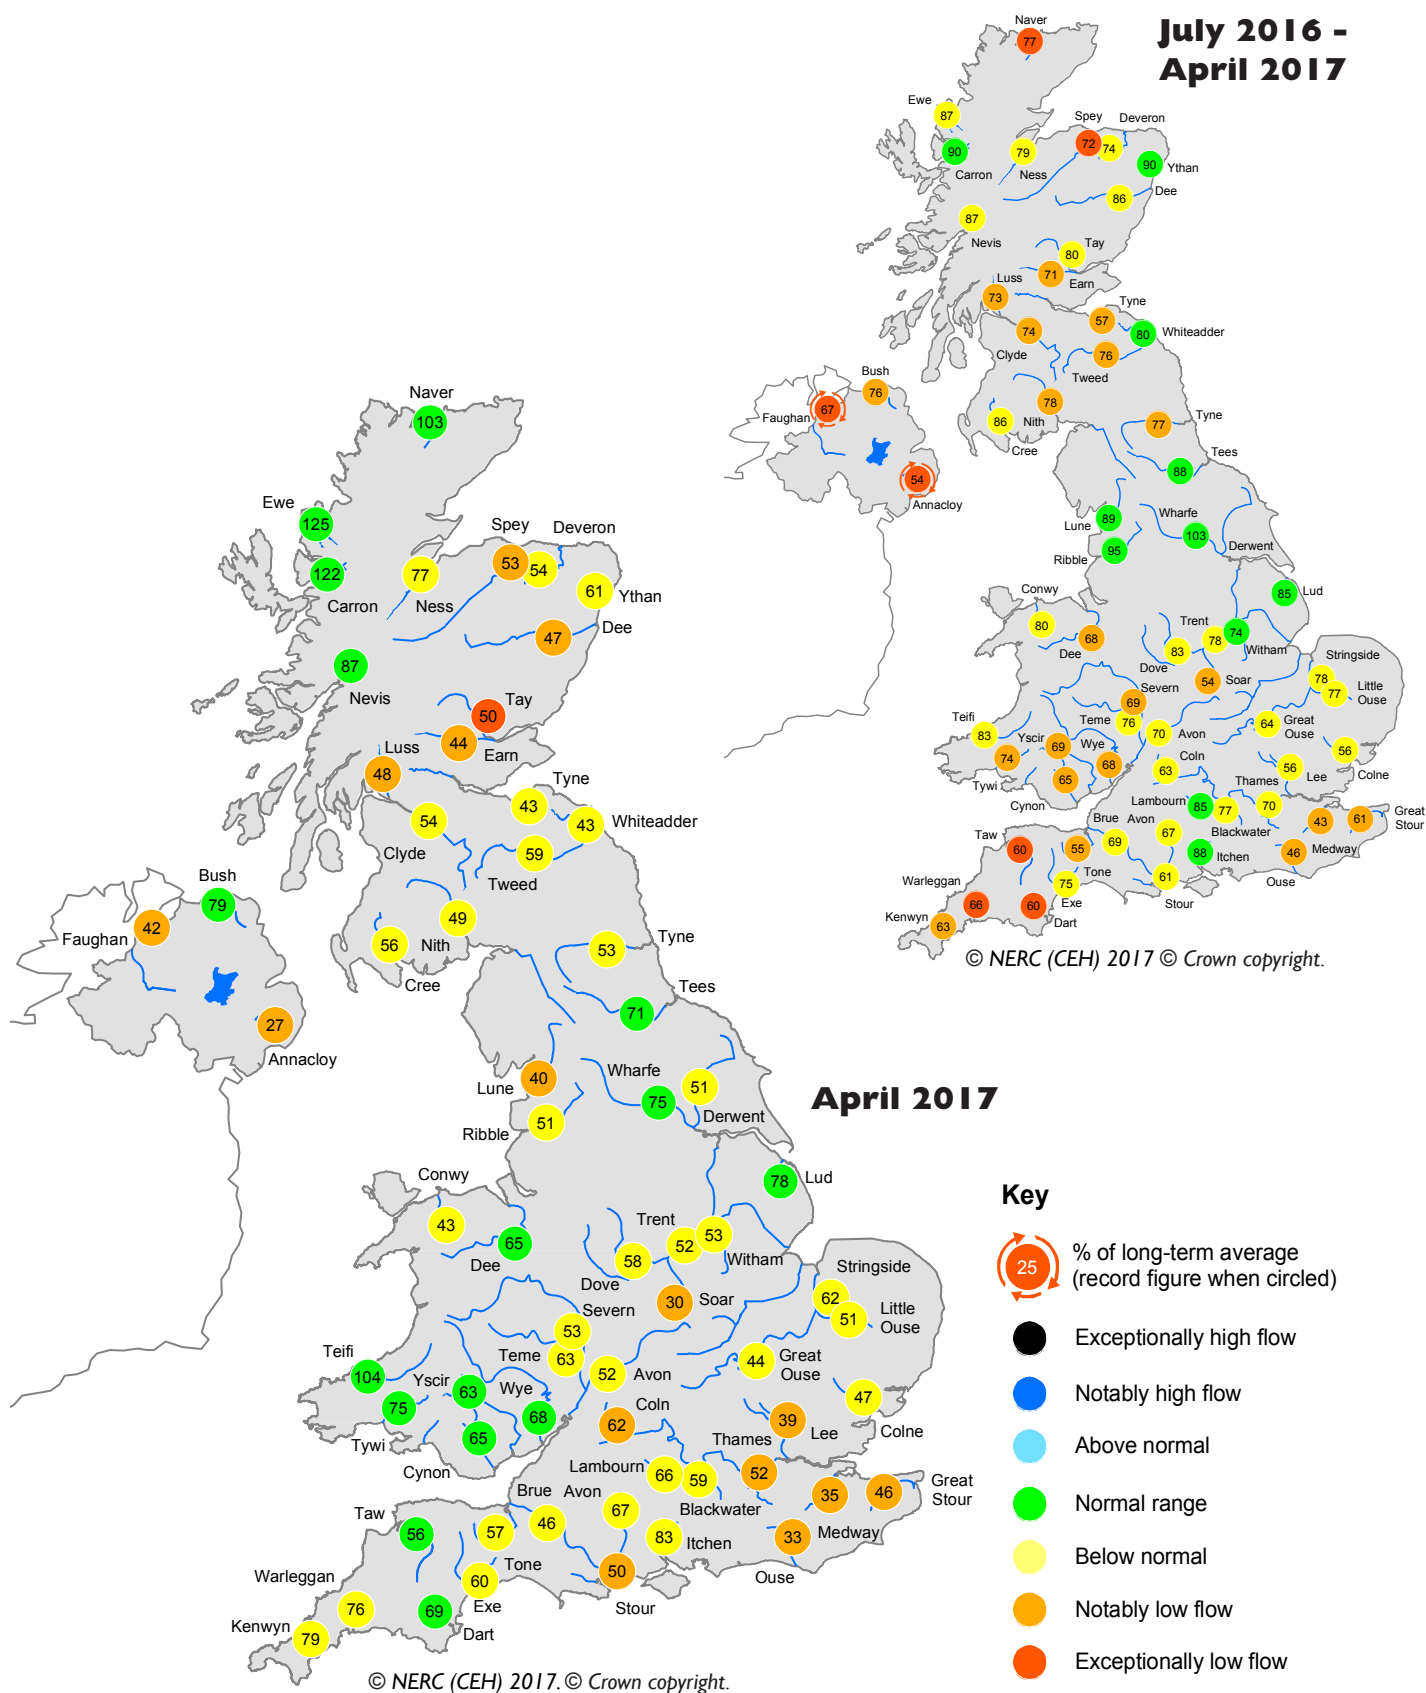 July 2016 -
April 2017
Naver
77
Ewe
87
Spey
Deveron
72
74
90
Carron
79
Ness
90
Ythan
Dee
86
87
Nevis
Tay
80
71
Earn
Luss
73
Tyne
57
80
Whiteadder
74
Clyde
76
Tweed
Bush
76
Faughan
67
78
Nith
86
Cree
Tyne
77
Tees
88
54
Annacloy
Lune
89
Wharfe
103
Ribble
95
Derwent
Conwy
80
85
Lud
68
Dee
Trent
78
74
Witham
83
Dove
Stringside
78
77
Little
Ouse
54
Soar
Severn
69
Teme
76
64
Great
Ouse
Teifi
83
Yscir
69
Wye
68
70
Avon
56
Colne
74
Tywi
65
Cynon
Coln
63
Thames
56
Lee
Lambourn
85
77
Blackwater
70
43
Medway
61
Great
Stour
Brue
69
Avon
67
88
Itchen
46
Ouse
Taw
60
55
Tone
61
Stour
Warleggan
66
60
Dart
75
Exe
Kenwyn
63
© NERC (CEH) 2017 © Crown copyright.
Naver
103
Ewe
125
Spey
Deveron
53
54
122
Carron
77
Ness
61
Ythan
Dee
47
87
Nevis
Tay
50
44
Earn
Luss
48
Tyne
43
43
Whiteadder
54
Clyde
59
Tweed
Bush
79
Faughan
42
49
Nith
56
Cree
Tyne
53
Tees
71
27
Annacloy
Lune
40
Wharfe
75
51
Derwent
51
Ribble
April 2017
Conwy
43
78
Lud
65
Dee
Trent
52
53
Witham
58
Dove
Stringside
62
51
Little
Ouse
30
Soar
Severn
53
Teme
63
44
Great
Ouse
Teifi
104
Yscir
63
Wye
68
52
Avon
47
Colne
75
Tywi
65
Cynon
Coln
62
39
Lee
Thames
52
Lambourn
66
59
Blackwater
35
Medway
46
Great
Stour
Brue
46
Avon
67
83
Itchen
33
Ouse
Taw
56
57
Tone
50
Stour
60
Exe
Warleggan
76
69
Dart
Kenwyn
79
© NERC (CEH) 2017. © Crown copyright.
Key
25
% of long-term average
(record figure when circled)
Exceptionally high flow
Notably high flow
Above normal
Normal range
Below normal
Notably low flow
Exceptionally low flow